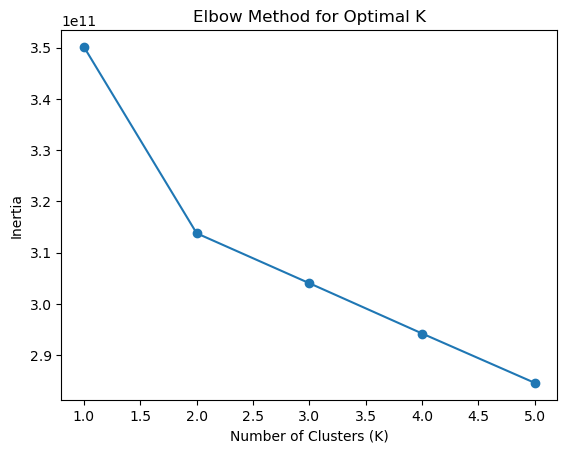 Elbow Method for Optimal K
1e11
3.5
3.4
3.3
3.2
3.1
3.0
2.9
Inertia
1.0 1.5 2.0 2.5 3.0 3.5 4.0 4.5 5.0
Number of Clusters (K)